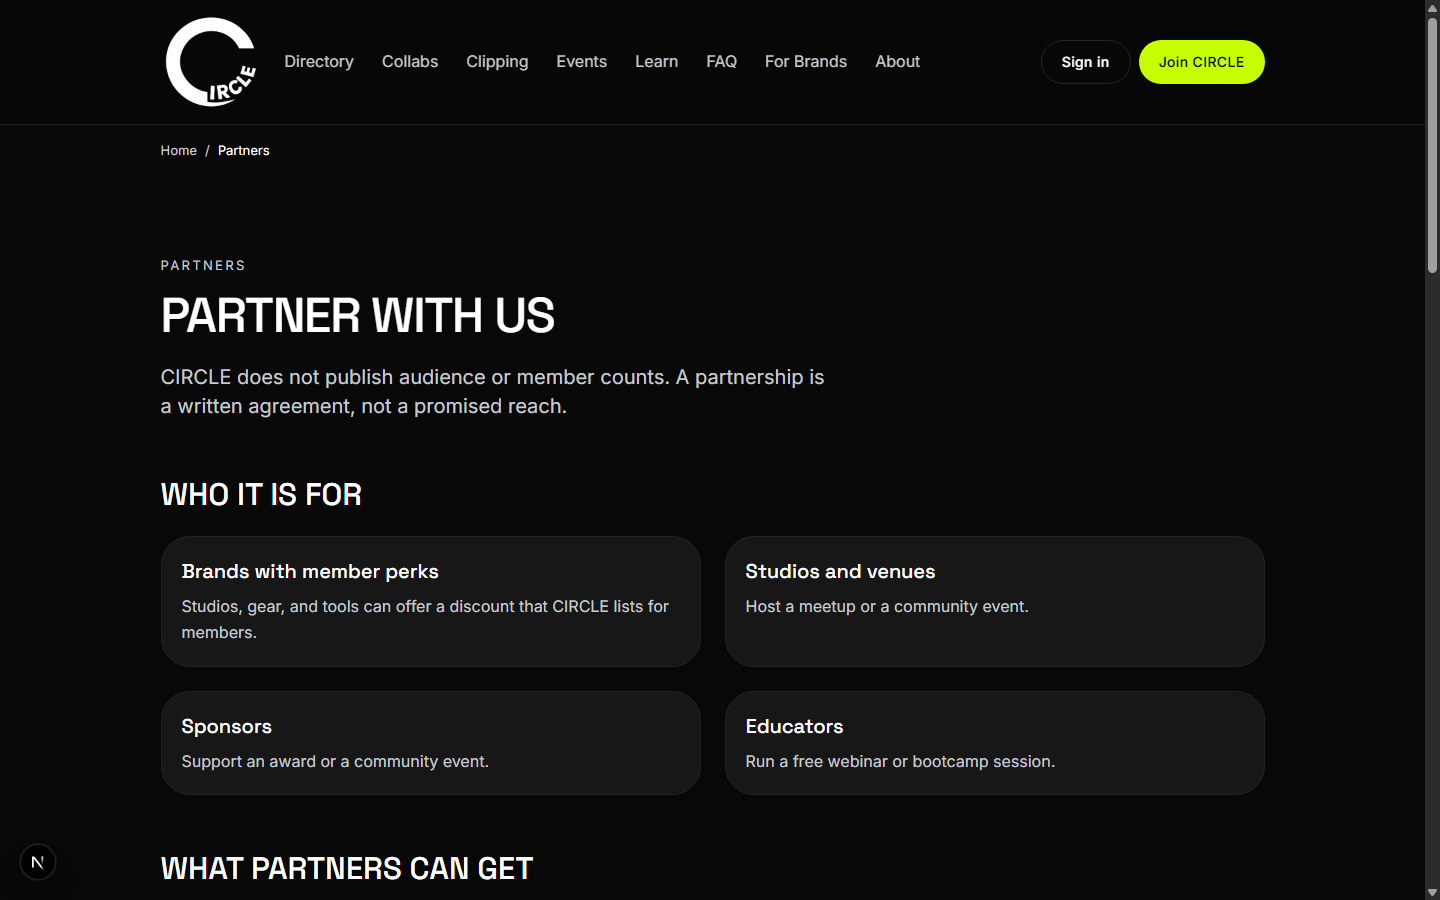 CIRCLE
Directory
Collabs
Clipping
Events
Learn
FAQ
For Brands
About
Sign in
Join CIRCLE
Home / Partners
PARTNERS
PARTNER WITH US
CIRCLE does not publish audience or member counts. A partnership is
a written agreement, not a promised reach.
WHO IT IS FOR
Brands with member perks
Studios, gear, and tools can offer a discount that CIRCLE lists for
members.
Studios and venues
Host a meetup or a community event.
Sponsors
Support an award or a community event.
Educators
Run a free webinar or bootcamp session.
WHAT PARTNERS CAN GET
N